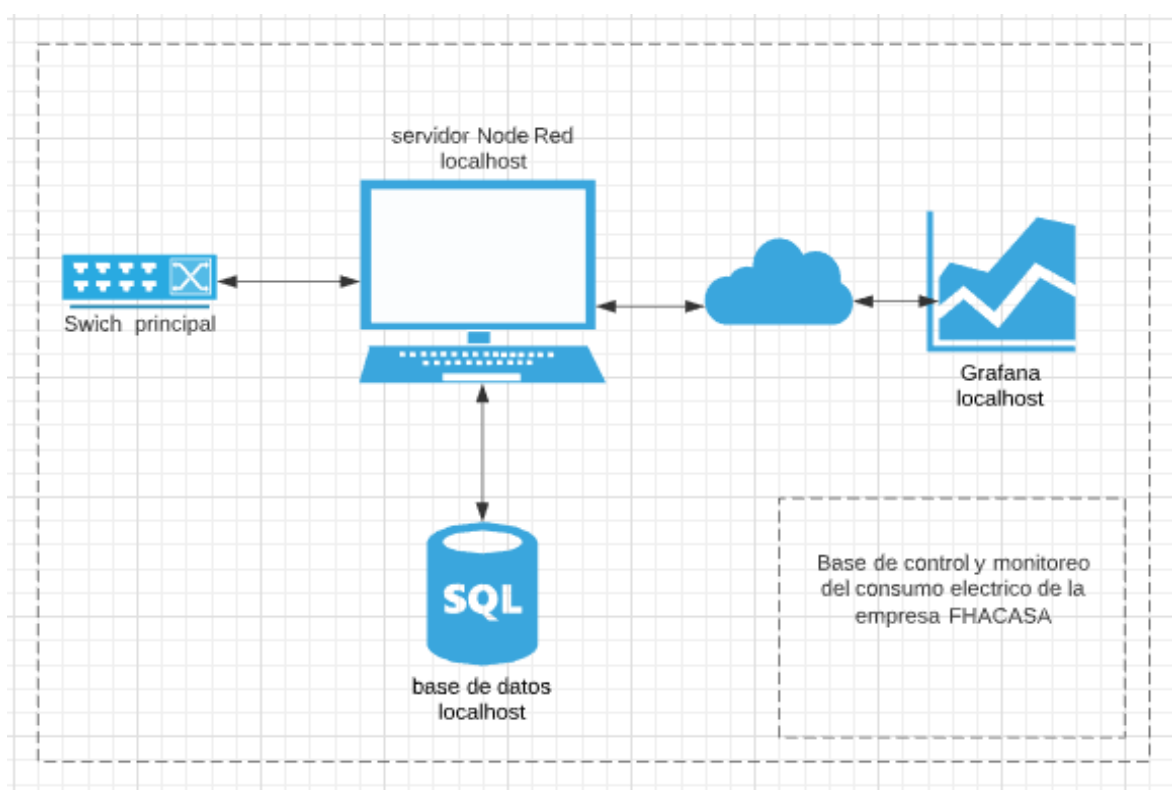 servidor Node Red
localhost
Swich principal
Grafana
localhost
SQL
base de datos
localhost
Base de control y monitoreo
del consumo electrico de la
empresa FHACASA